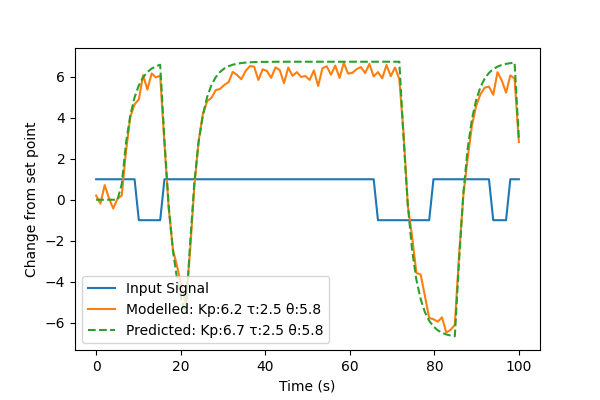 Change from set point
6
4
2
0
−2
−4
−6
Input Signal
Modelled: Kp:6.2 τ:2.5 θ:5.8
Predicted: Kp:6.7 τ:2.5 θ:5.8
0 20 40 60 80 100
Time (s)